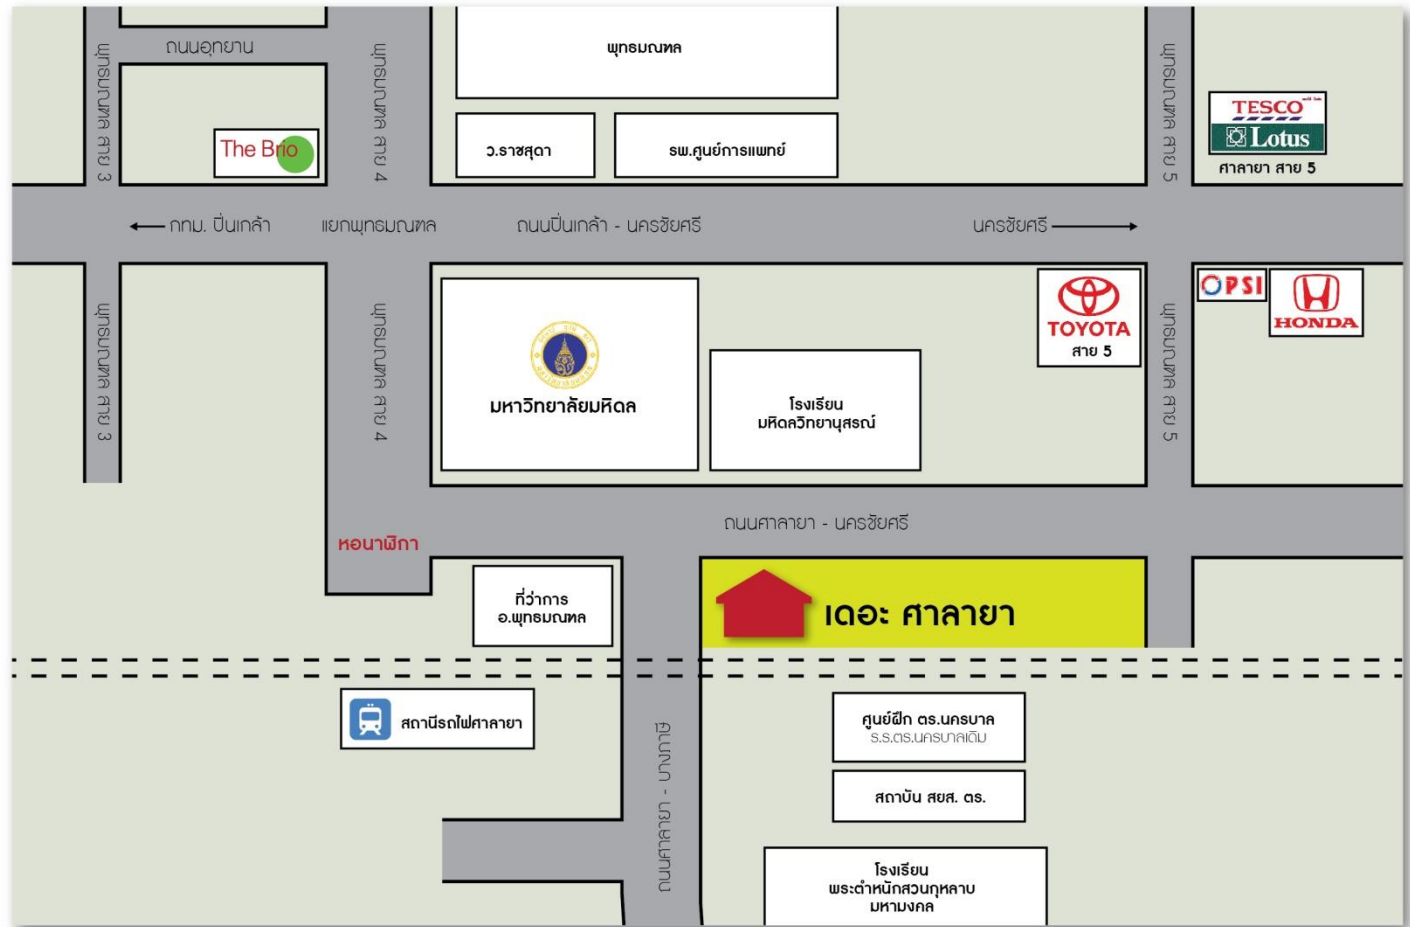 ถนนอุทยาน
พุทธมณฑล
พุทธมณฑล สาย 3
พุทธมณฑล สาย 4
พุทธมณฑล สาย 5
TESCO
Lotus
ศาลายา สาย 5
The Brio
ว.ราชสุดา
รพ.ศูนย์การแพทย์
กทม. ปิ่นเกล้า
แยกพุทธมณฑล
ถนนปิ่นเกล้า - นครชัยศรี
นครชัยศรี
พุทธมณฑล สาย 3
พุทธมณฑล สาย 4
มหาวิทยาลัยมหิดล
โรงเรียน
มหิดลวิทยานุสรณ์
TOYOTA
สาย 5
พุทธมณฑล สาย 5
PSI
HONDA
ถนนศาลายา - นครชัยศรี
หอนาฬิกา
ที่ว่าการ
อ.พุทธมณฑล
เดอะ ศาลายา
สถานีรถไฟศาลายา
ถนนศาลายา - บางภาษี
ศูนย์ฝึก ตร.นครบาล
ร.ร.ตร.นครบาลเดิม
สถาบัน สยส. ตร.
โรงเรียน
พระตำหนักสวนกุหลาบ
มหามงคล